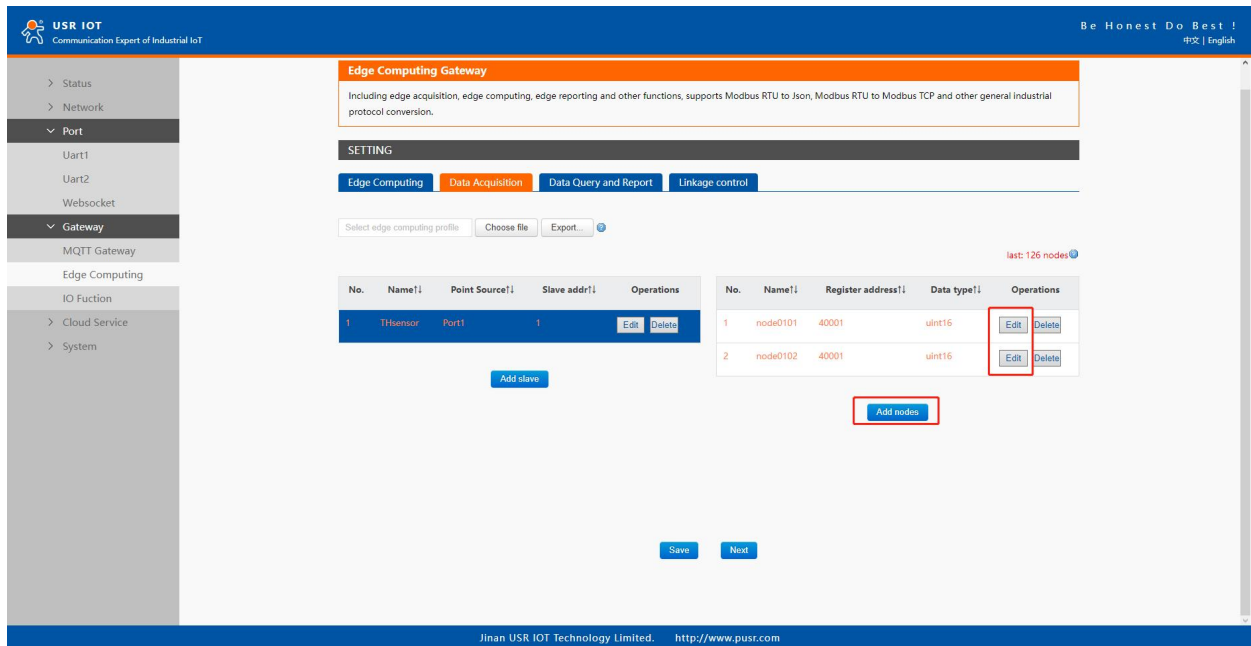 USR IOT
Communication Expert of Industrial IoT
Be Honest Do Best !
中文 | English
Status
Network
Port
Uart1
Uart2
Websocket
Gateway
MQTT Gateway
Edge Computing
IO Fuction
Cloud Service
System
Edge Computing Gateway
Including edge acquisition, edge computing, edge reporting and other functions, supports Modbus RTU to Json, Modbus RTU to Modbus TCP and other general industrial
protocol conversion.
SETTING
Edge Computing Data Acquisition Data Query and Report Linkage control
Select edge computing profile Choose file Export...
last: 126 nodes
No. Name↑↓ Point Source↑↓ Slave addr↑↓ Operations
1 THsensor Port1 1 Edit Delete
Add slave
No. Name↑↓ Register address↑↓ Data type↑↓ Operations
1 node0101 40001 uint16 Edit Delete
2 node0102 40001 uint16 Edit Delete
Add nodes
Save Next
Jinan USR IOT Technology Limited. http://www.pusr.com